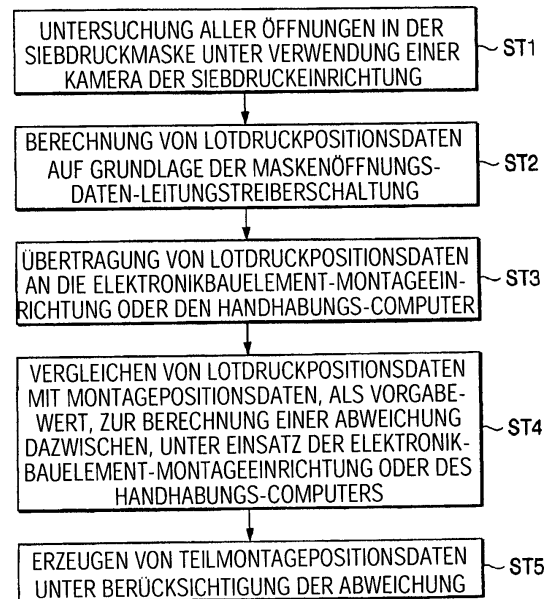 UNTERSUCHUNG ALLER ÖFFNUNGEN IN DER
SIEBDRUCKMASKE UNTER VERWENDUNG EINER
KAMERA DER SIEBDRUCKEINRICHTUNG
ST1
BERECHNUNG VON LOTDRUCKPOSITIONSDATEN
AUF GRUNDLAGE DER MASKENÖFFNUNGS-
DATEN-LEITUNGSTREIBERSCHALTUNG
ST2
ÜBERTRAGUNG VON LOTDRUCKPOSITIONSDATEN
AN DIE ELEKTRONIKBAUELEMENT-MONTAGEEIN-
RICHTUNG ODER DEN HANDHABUNGS-COMPUTER
ST3
VERGLEICHEN VON LOTDRUCKPOSITIONSDATEN
MIT MONTAGEPOSITIONSDATEN, ALS VORGABE-
WERT, ZUR BERECHNUNG EINER ABWEICHUNG
DAZWISCHEN, UNTER EINSATZ DER ELEKTRONIK-
BAUELEMENT-MONTAGEEINRICHTUNG ODER DES
HANDHABUNGS-COMPUTERS
ST4
ERZEUGEN VON TEILMONTAGEPOSITIONSDATEN
UNTER BERÜCKSICHTIGUNG DER ABWEICHUNG
ST5